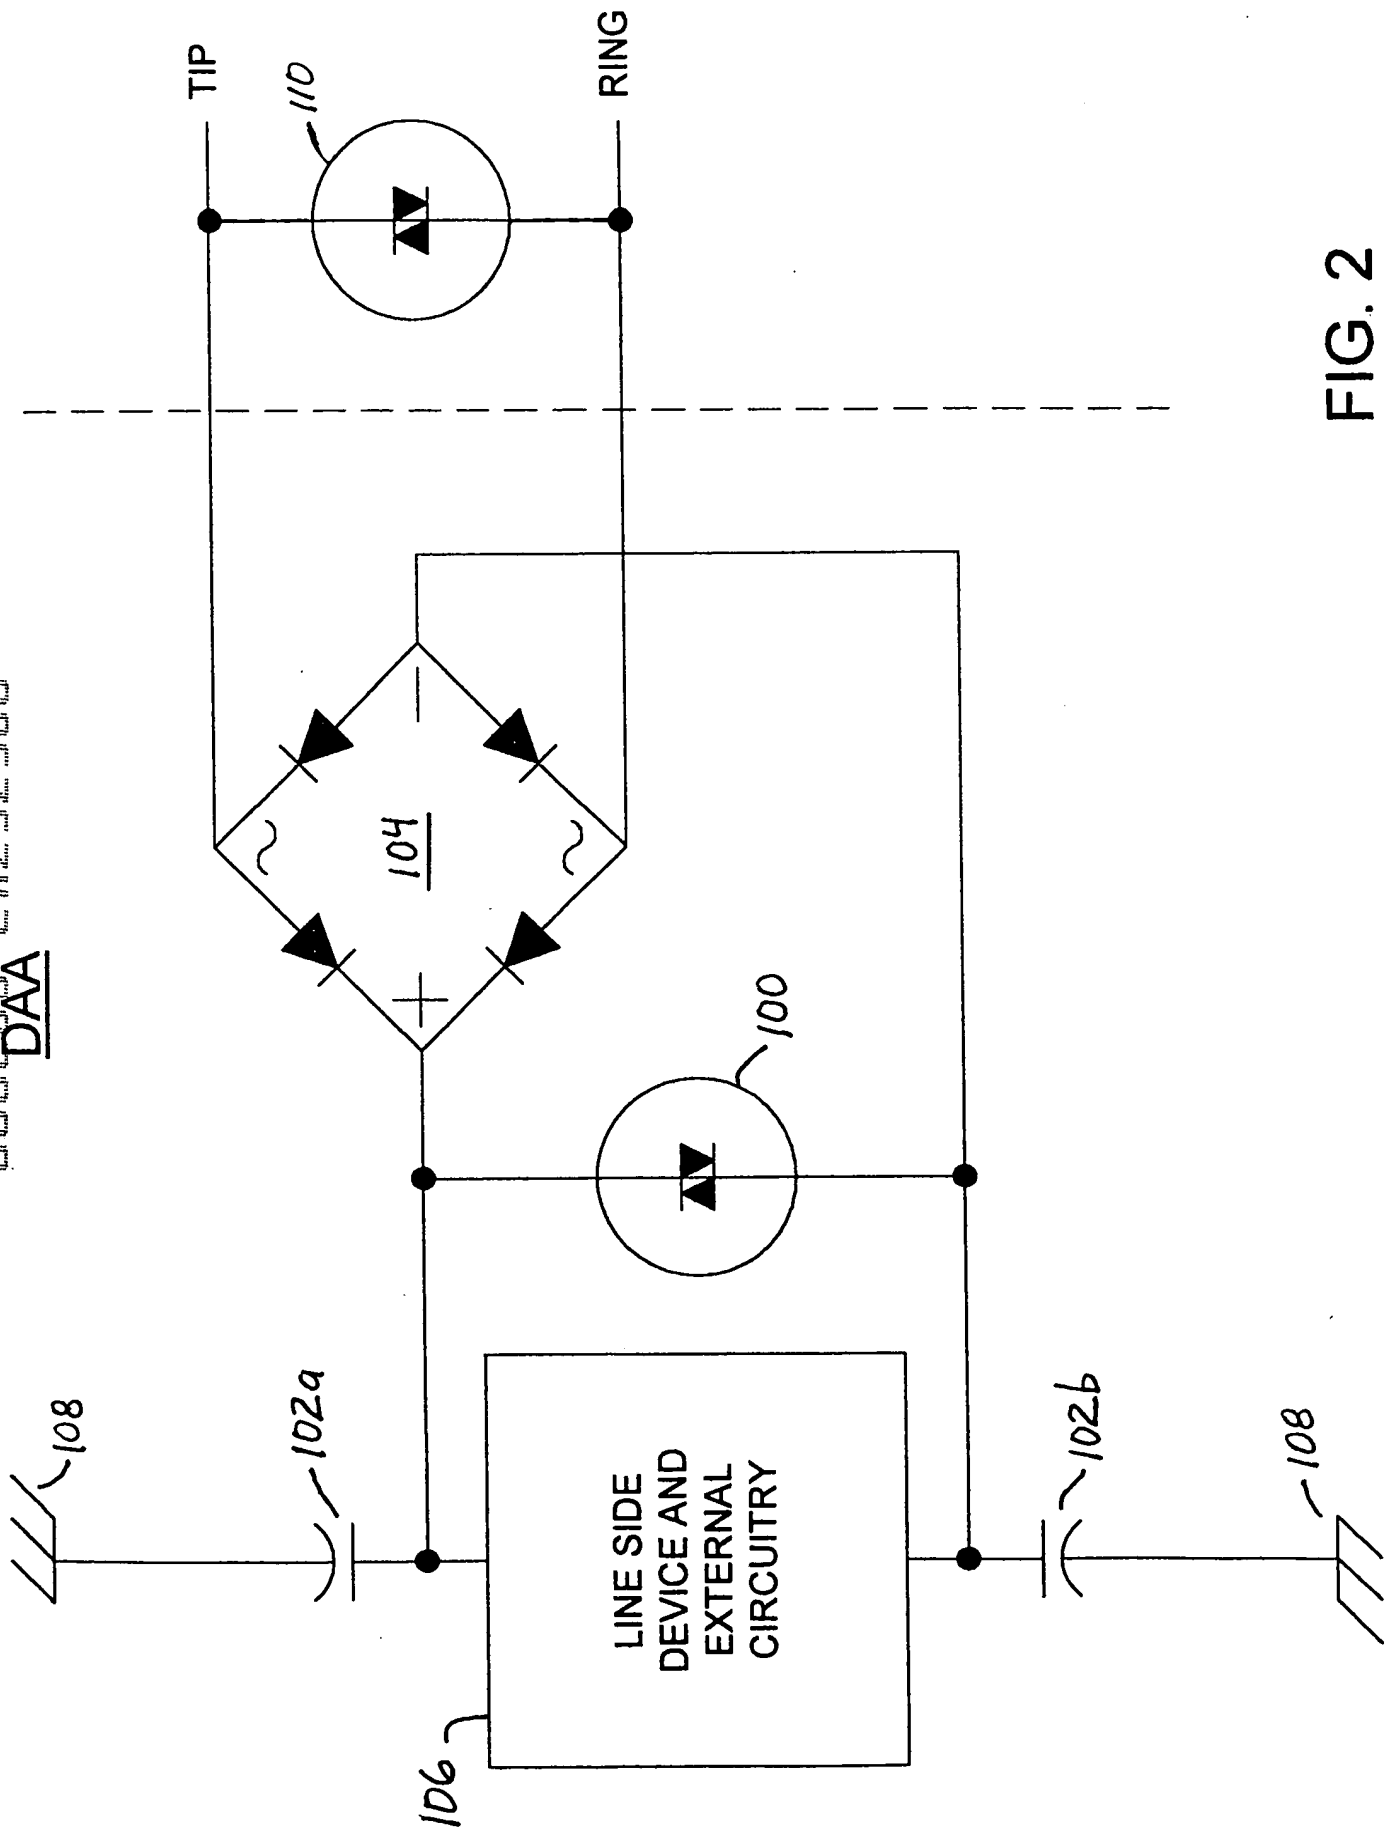 DAA
TIP
110
RING
104
100
108
102a
LINE SIDE
DEVICE AND
EXTERNAL
CIRCUITRY
106
102b
108
FIG. 2